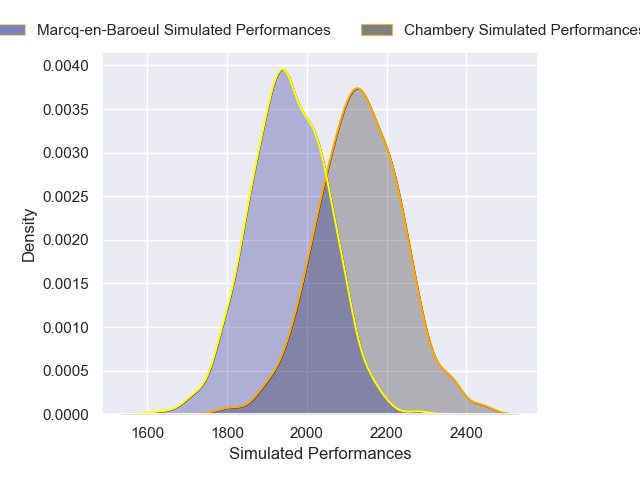 Marcq-en-Baroeul Simulated Performances Chambery Simulated Performances
0.0040
0.0035
0.0030
0.0025
0.0020
0.0015
0.0010
0.0005
0.0000
Density
1600 1800 2000 2200 2400
Simulated Performances